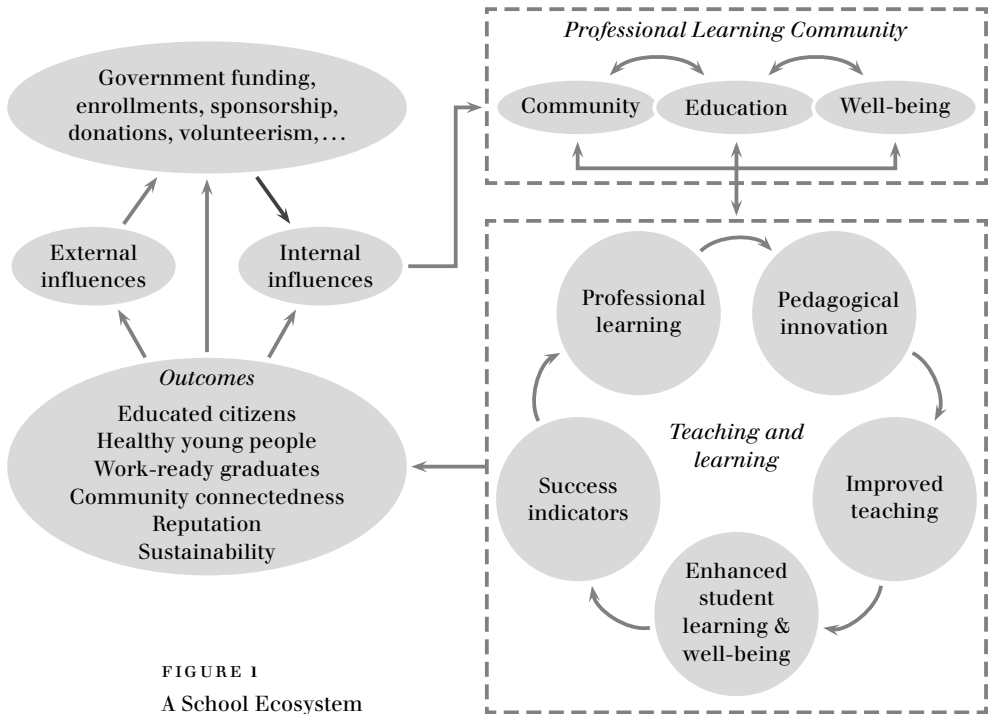 Government funding,
enrollments, sponsorship,
donations, volunteerism,...
External
influences
Internal
influences
Outcomes
Educated citizens
Healthy young people
Work-ready graduates
Community connectedness
Reputation
Sustainability
Professional Learning Community
Community
Education
Well-being
Professional
learning
Pedagogical
innovation
Teaching and
learning
Success
indicators
Improved
teaching
Enhanced
student
learning &
well-being
FIGURE 1
A School Ecosystem